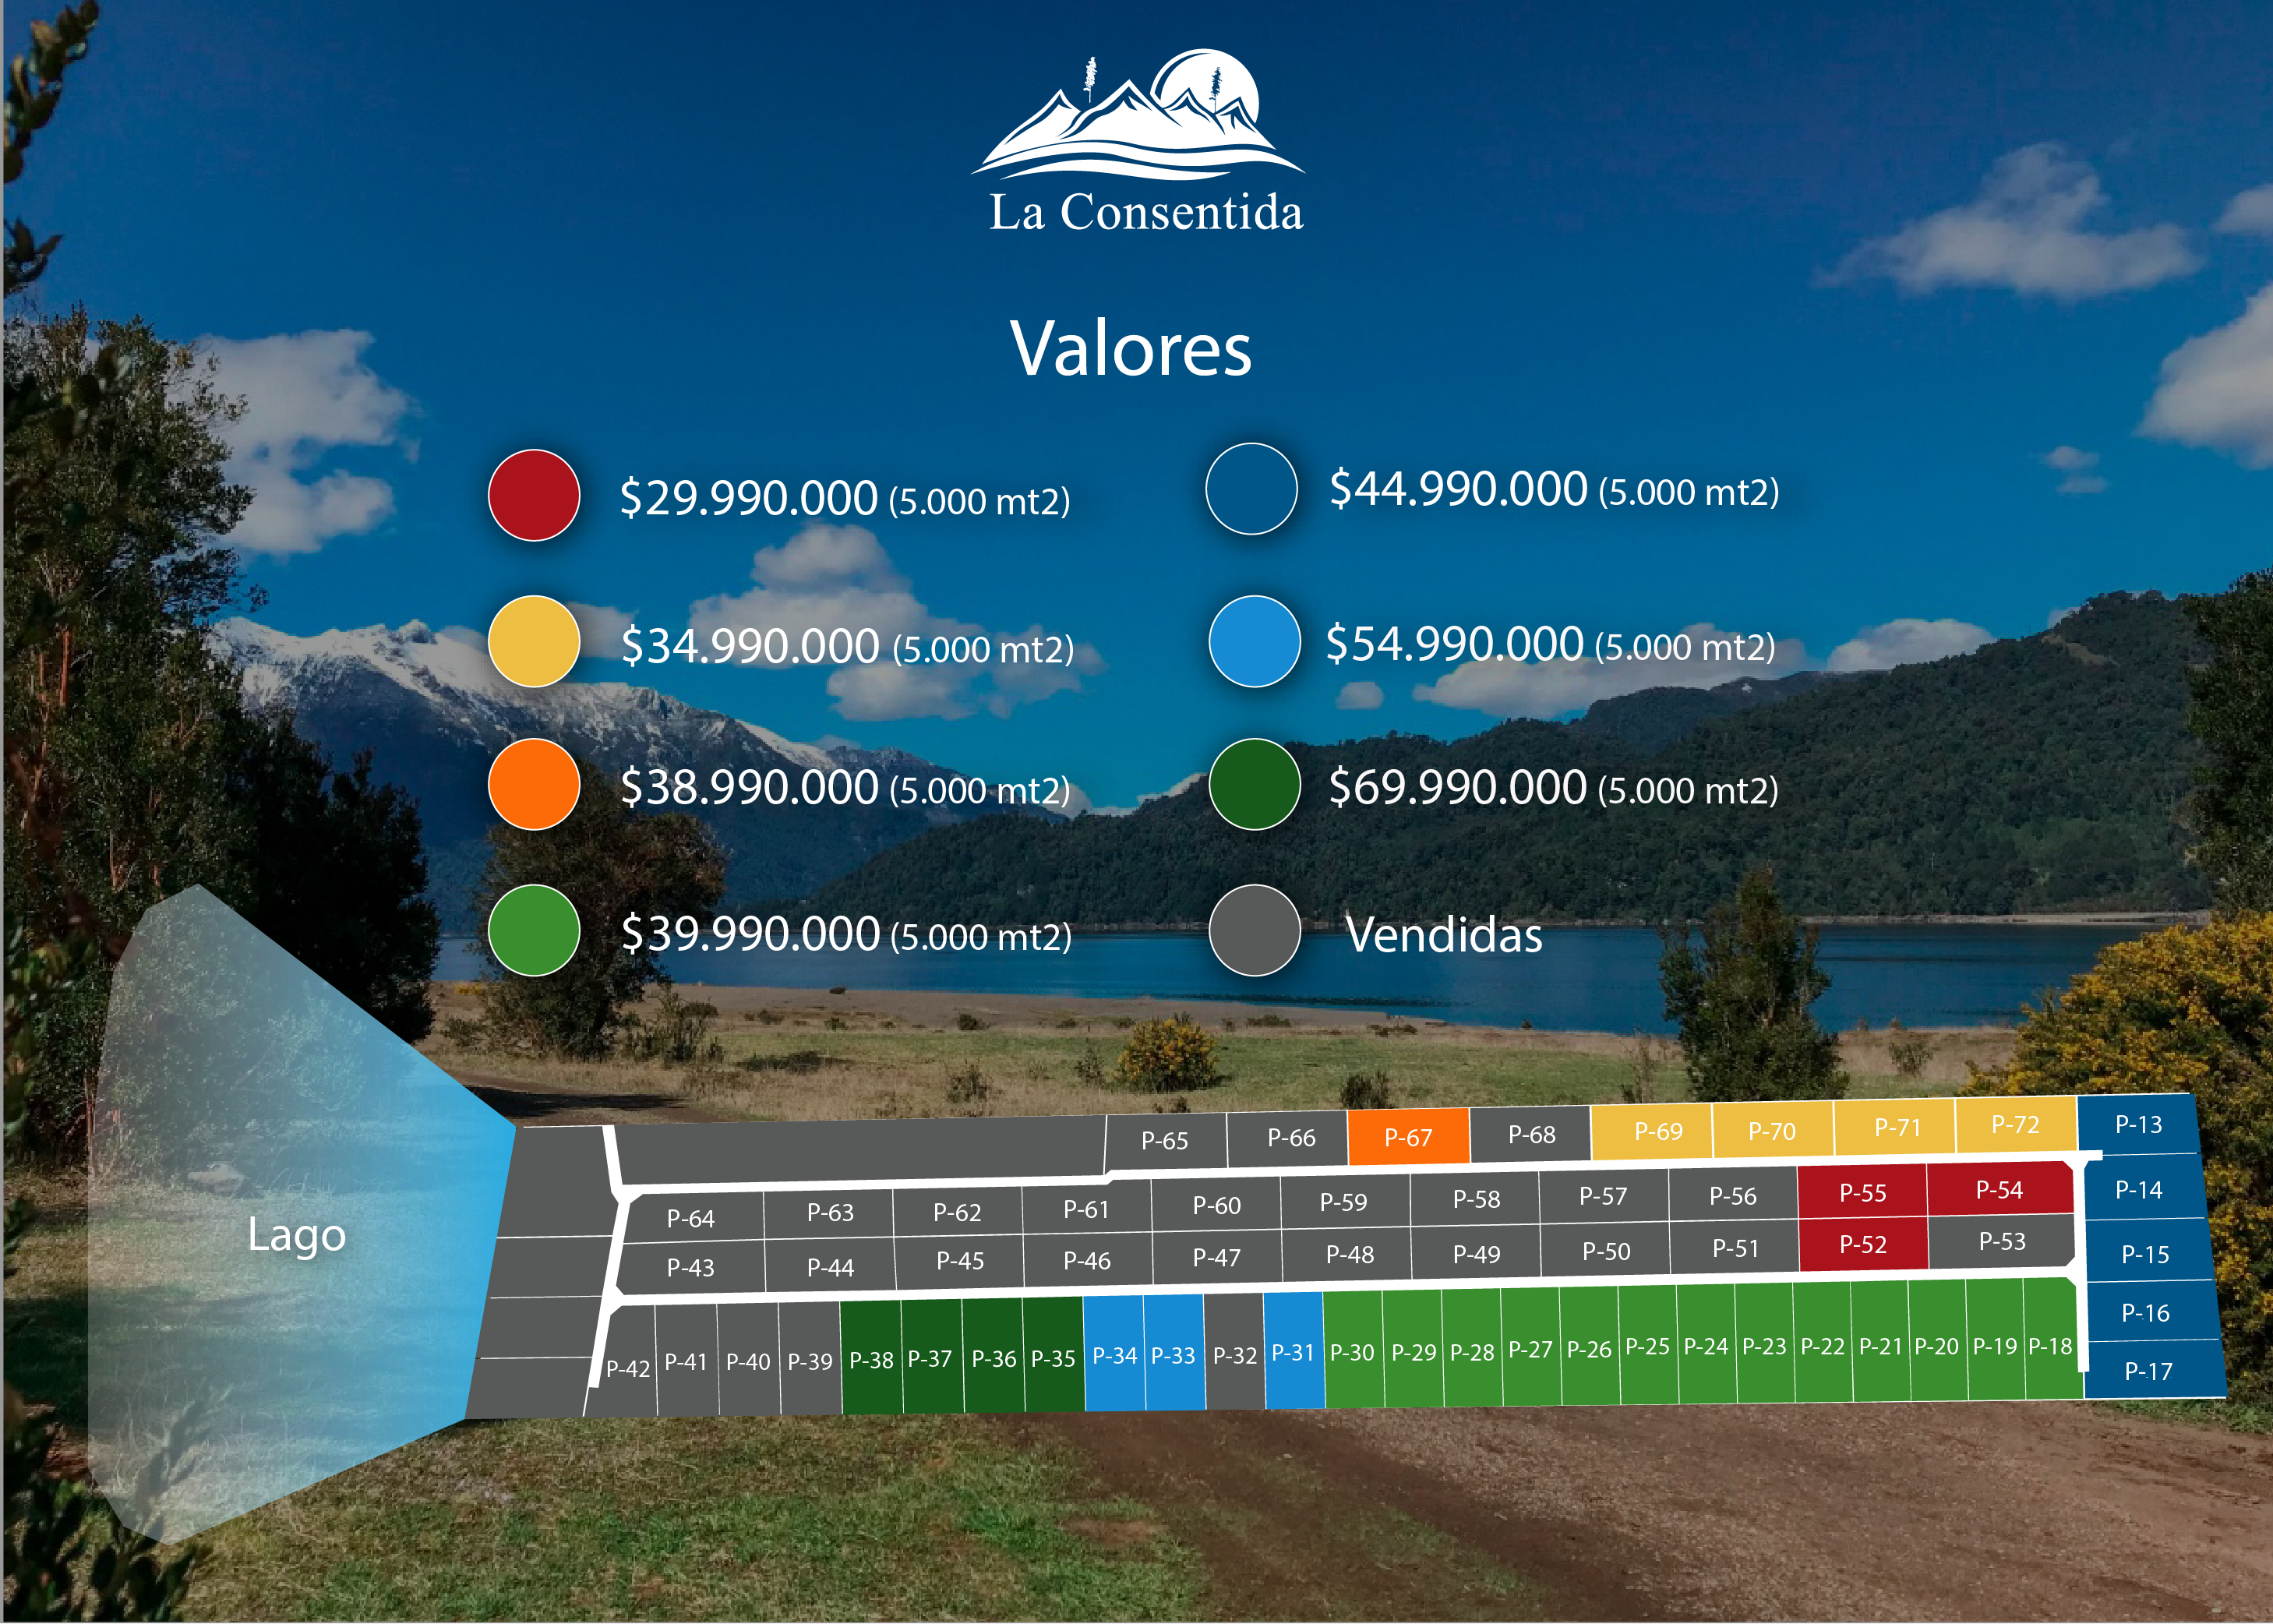 La Consentida
Valores
$29.990.000 (5.000 mt2)
$44.990.000 (5.000 mt2)
$34.990.000 (5.000 mt2)
$54.990.000 (5.000 mt2)
$38.990.000 (5.000 mt2)
$69.990.000 (5.000 mt2)
$39.990.000 (5.000 mt2)
Vendidas
Lago
P-65 P-66 P-67 P-68 P-69 P-70 P-71 P-72 P-13
P-64 P-63 P-62 P-61 P-60 P-59 P-58 P-57 P-56 P-55 P-54 P-14
P-43 P-44 P-45 P-46 P-47 P-48 P-49 P-50 P-51 P-52 P-53 P-15
P-16
P-42 P-41 P-40 P-39 P-38 P-37 P-36 P-35 P-34 P-33 P-32 P-31 P-30 P-29 P-28 P-27 P-26 P-25 P-24 P-23 P-22 P-21 P-20 P-19 P-18
P-17